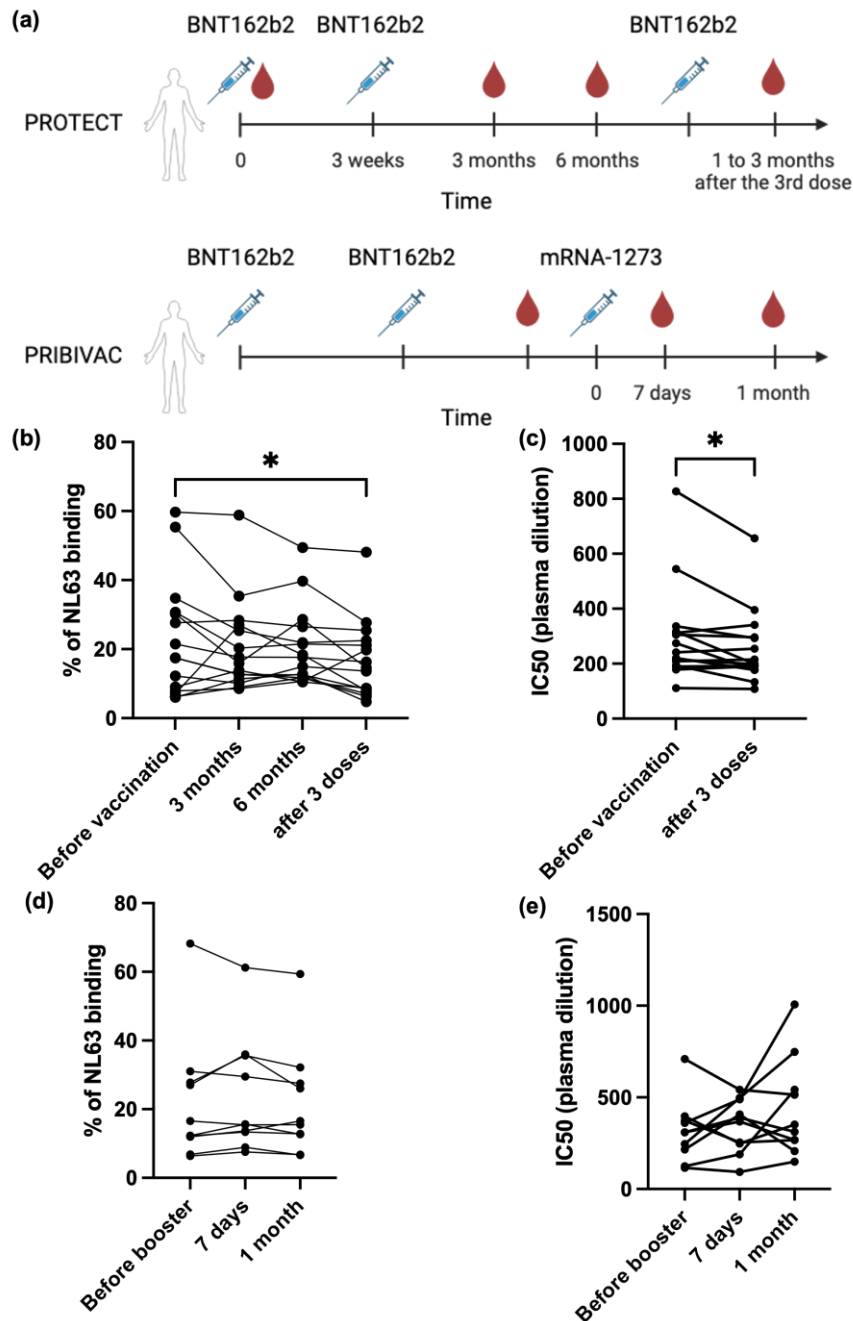 (a)
BNT162b2 BNT162b2 BNT162b2
PROTECT
0 3 weeks 3 months 6 months 1 to 3 months
after the 3rd dose
Time
BNT162b2 BNT162b2 mRNA-1273
PRIBIVAC
0 7 days 1 month
Time
(b)
% of NL63 binding
80
60
40
20
0
*
Before vaccination
3 months
6 months
after 3 doses
(c)
IC50 (plasma dilution)
1000
800
600
400
200
0
*
Before vaccination
after 3 doses
(d)
% of NL63 binding
80
60
40
20
0
Before booster
7 days
1 month
(e)
IC50 (plasma dilution)
1500
1000
500
0
Before booster
7 days
1 month